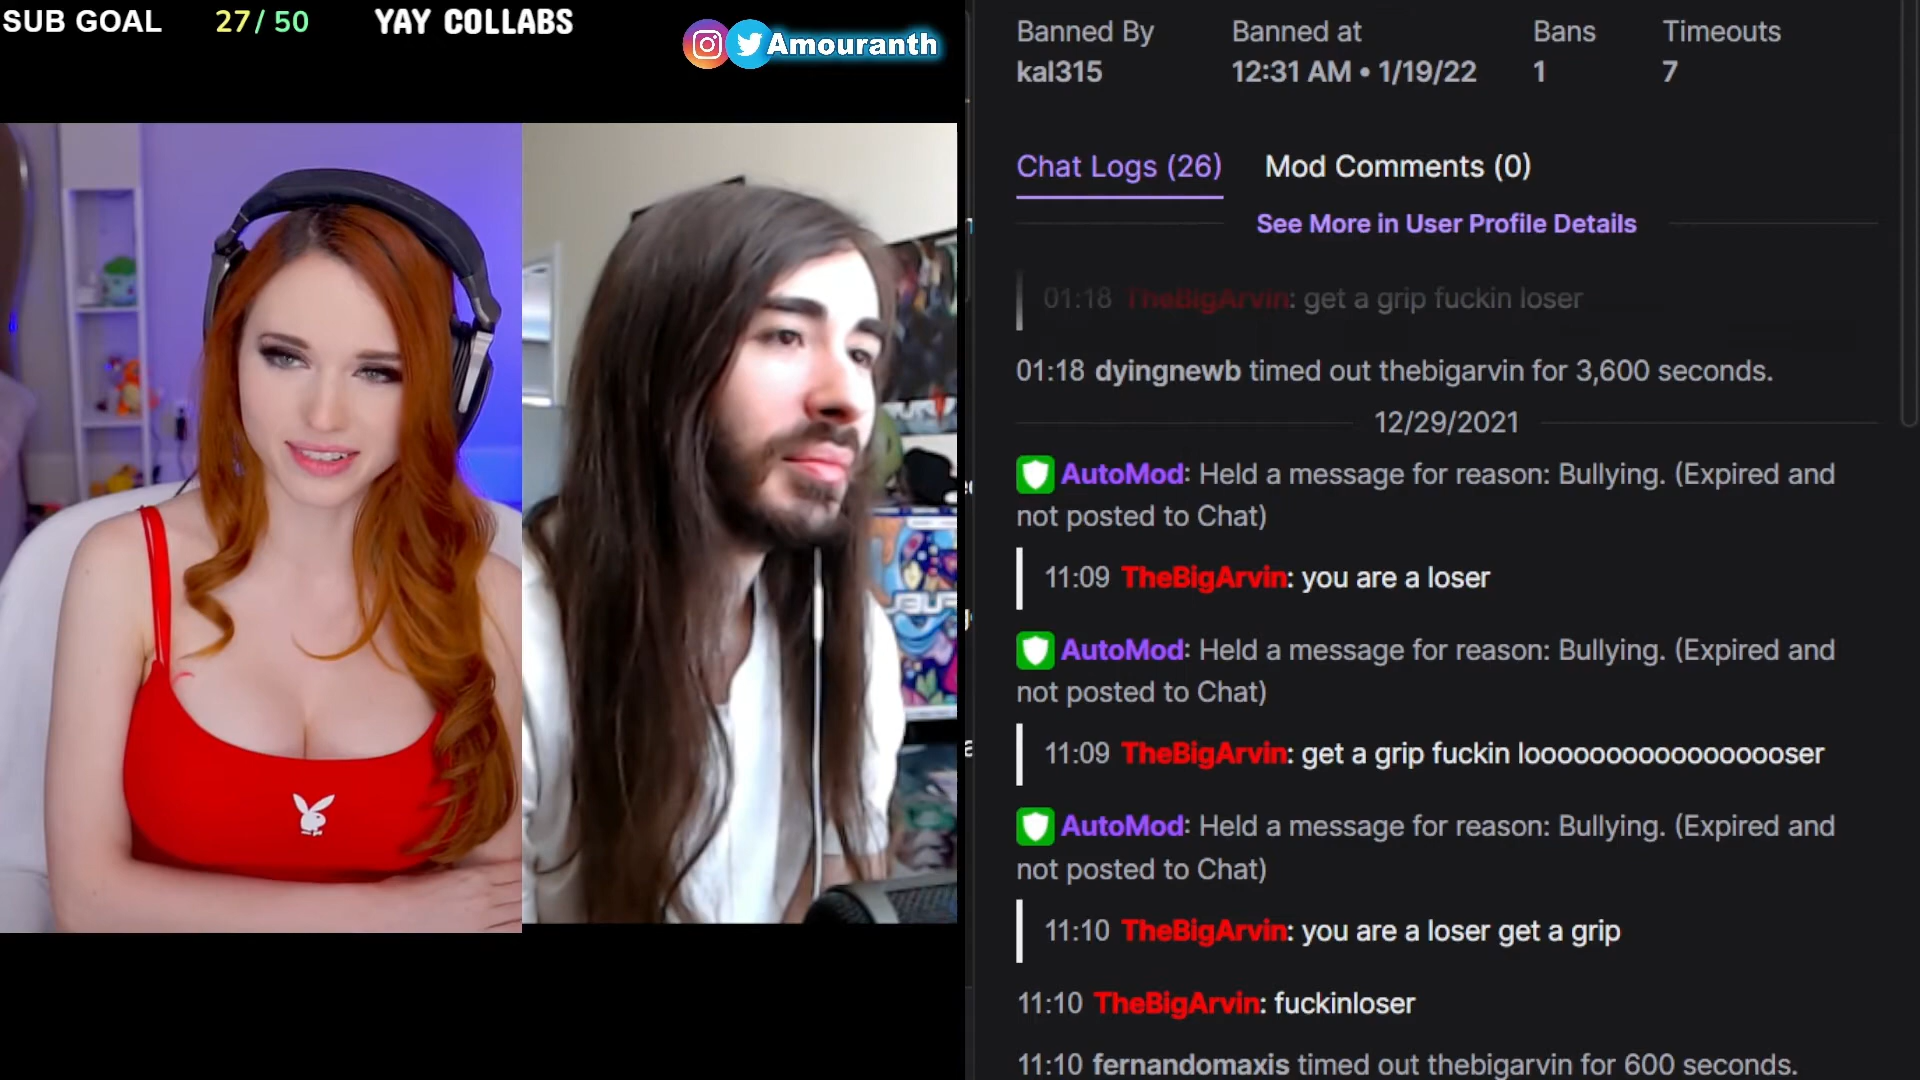 SUB GOAL 27/ 50 YAY COLLABS
Amouranth
Banned By Banned at Bans Timeouts
kal315 12:31 AM • 1/19/22 1 7
Chat Logs (26) Mod Comments (0)
See More in User Profile Details
01:18 TheBigArvin: get a grip fuckin loser
01:18 dyingnewb timed out thebigarvin for 3,600 seconds.
12/29/2021
AutoMod: Held a message for reason: Bullying. (Expired and
not posted to Chat)
11:09 TheBigArvin: you are a loser
AutoMod: Held a message for reason: Bullying. (Expired and
not posted to Chat)
11:09 TheBigArvin: get a grip fuckin looooooooooooooooser
AutoMod: Held a message for reason: Bullying. (Expired and
not posted to Chat)
11:10 TheBigArvin: you are a loser get a grip
11:10 TheBigArvin: fuckinloser
11:10 fernandomaxis timed out thebigarvin for 600 seconds.